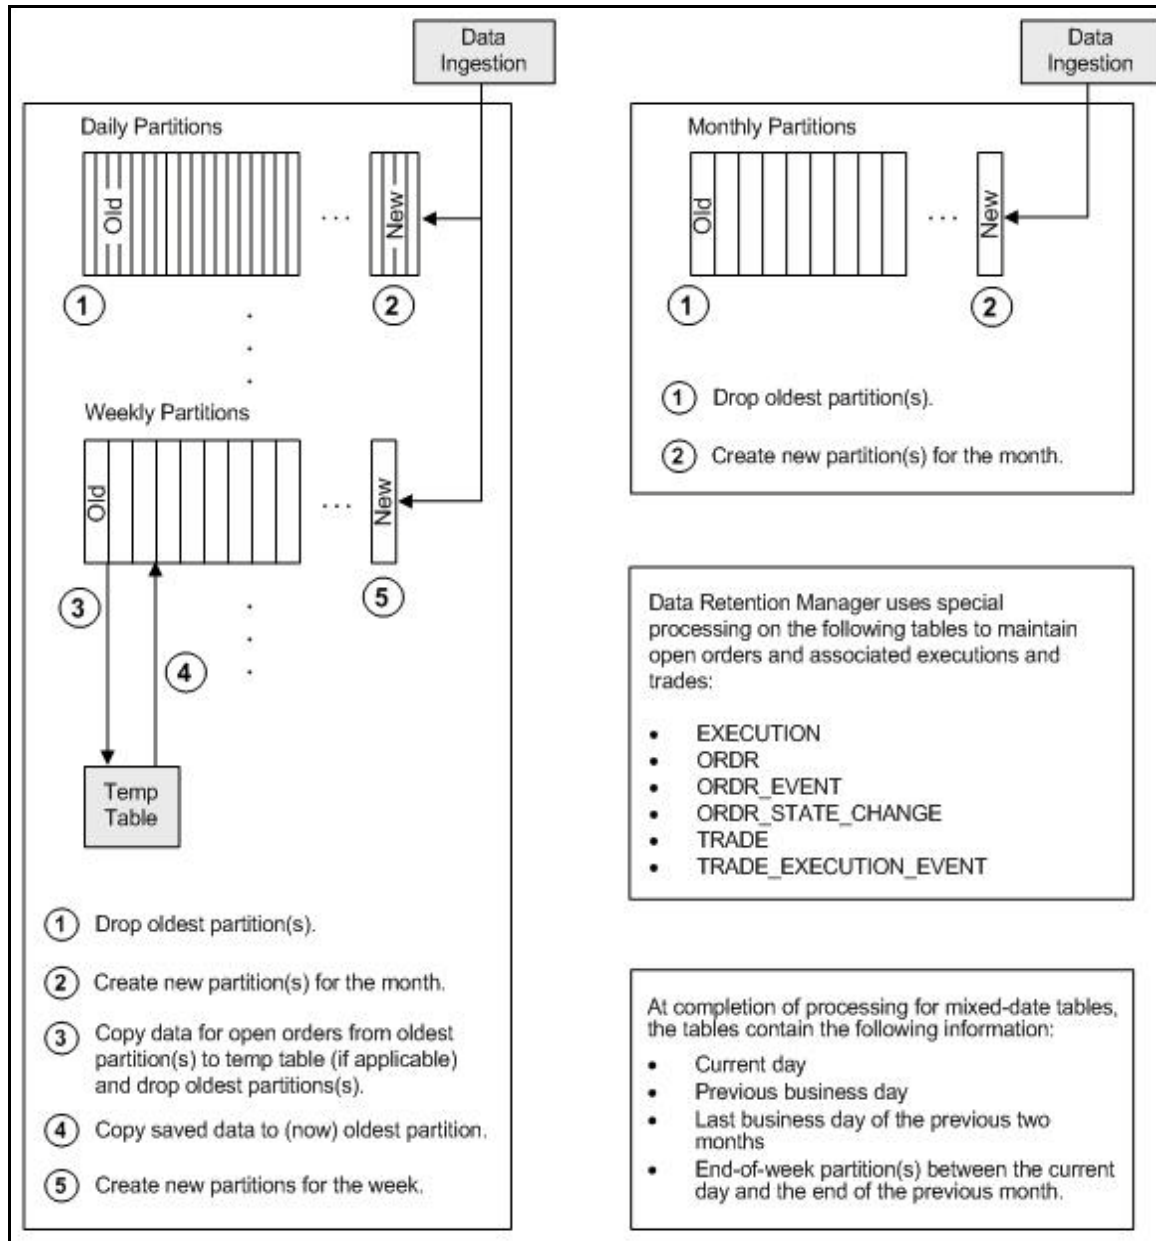 Data
Ingestion
Daily Partitions
Old
. . .
New
1
2
Weekly Partitions
Old
. . .
New
3
4
5
Temp
Table
1 Drop oldest partition(s).
2 Create new partition(s) for the month.
3 Copy data for open orders from oldest
partition(s) to temp table (if applicable)
and drop oldest partitions(s).
4 Copy saved data to (now) oldest partition.
5 Create new partitions for the week.
Data
Ingestion
Monthly Partitions
Old
. . .
New
1
2
1 Drop oldest partition(s).
2 Create new partition(s) for the month.
Data Retention Manager uses special
processing on the following tables to maintain
open orders and associated executions and
trades:
• EXECUTION
• ORDR
• ORDR_EVENT
• ORDR_STATE_CHANGE
• TRADE
• TRADE_EXECUTION_EVENT
At completion of processing for mixed-date tables,
the tables contain the following information:
• Current day
• Previous business day
• Last business day of the previous two
months
• End-of-week partition(s) between the current
day and the end of the previous month.